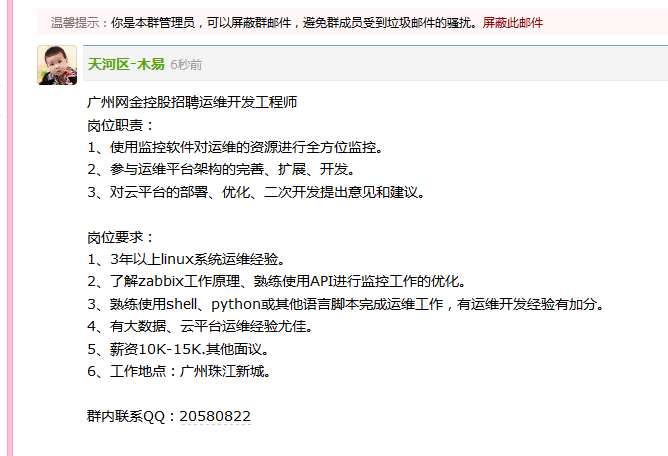 温馨提示：你是本群管理员，可以屏蔽群邮件，避免群成员受到垃圾邮件的骚扰。屏蔽此邮件
天河区-木易 6秒前
广州网金控股招聘运维开发工程师
岗位职责：
1、使用监控软件对运维的资源进行全方位监控。
2、参与运维平台架构的完善、扩展、开发。
3、对云平台的部署、优化、二次开发提出意见和建议。
岗位要求：
1、3年以上linux系统运维经验。
2、了解zabbix工作原理、熟练使用API进行监控工作的优化。
3、熟练使用shell、python或其他语言脚本完成运维工作，有运维开发经验有加分。
4、有大数据、云平台运维经验尤佳。
5、薪资10K-15K.其他面议。
6、工作地点：广州珠江新城。
群内联系QQ：20580822